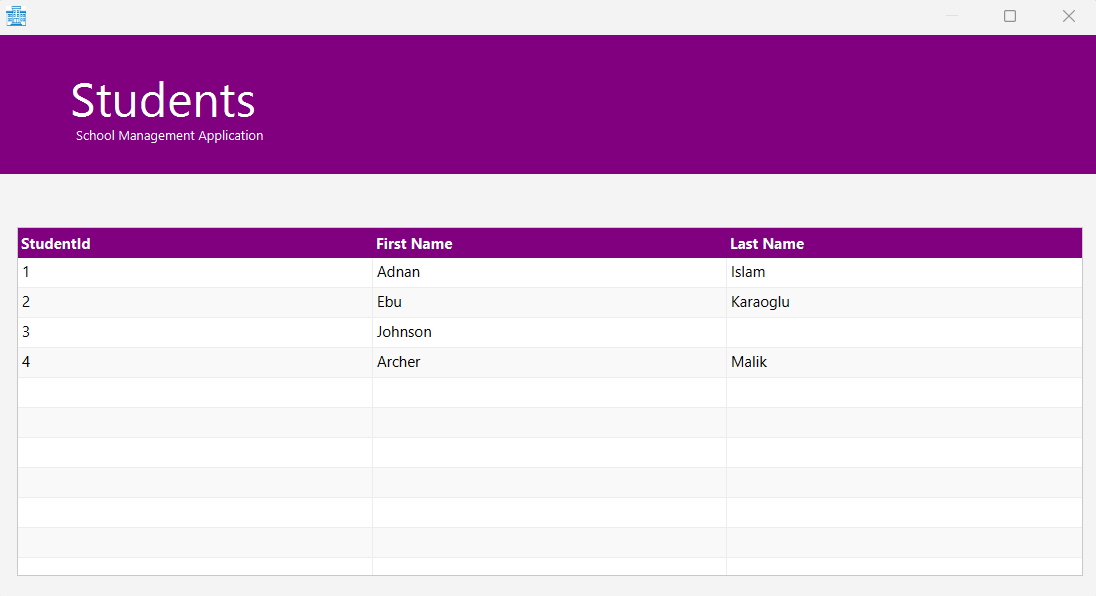 Students
School Management Application
StudentId First Name Last Name
1 Adnan Islam
2 Ebu Karaoglu
3 Johnson
4 Archer Malik